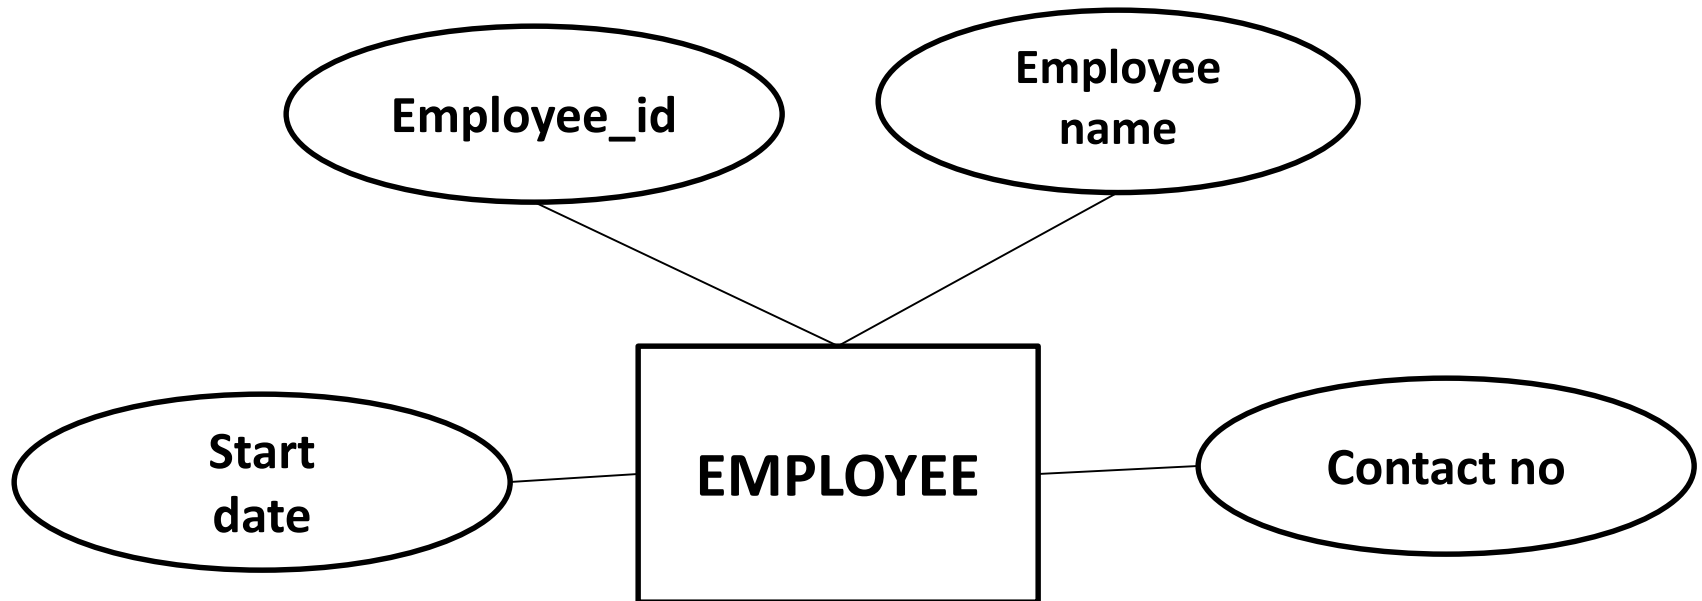 Employee_id
Employee
name
Start
date
EMPLOYEE
Contact no